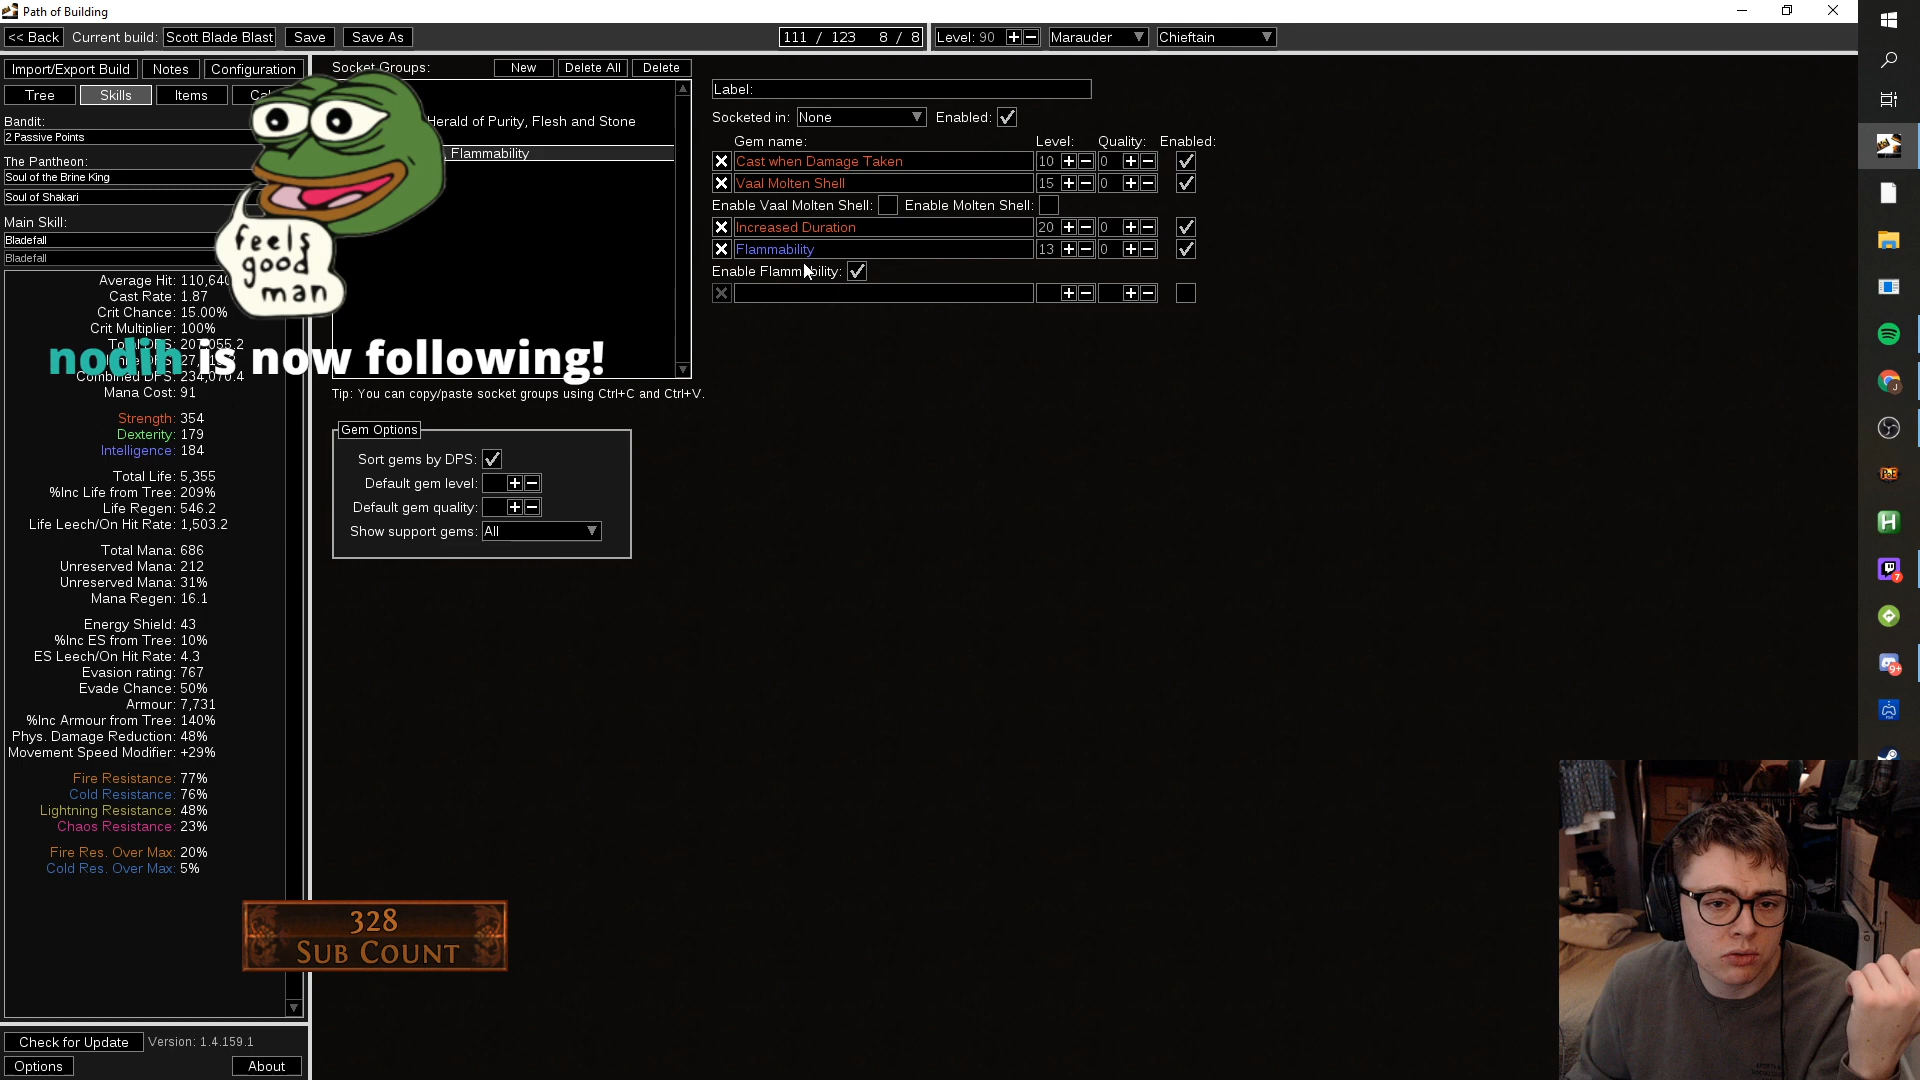 Path of Building
<< Back Current build: Scott Blade Blast Save Save As 111 / 123 8 / 8 Level: 90 Marauder Chieftain
Import/Export Build Notes Configuration
Tree Skills Items
Bandit:
2 Passive Points
The Pantheon:
Soul of the Brine King
Soul of Shakari
Main Skill:
Bladefall
Bladefall
Average Hit:
Cast Rate: 1.87
Crit Chance: 15.00%
Crit Multiplier: 100%
Mana Cost: 91
Strength: 354
Dexterity: 179
Intelligence: 184
Total Life: 5,355
%Inc Life from Tree: 209%
Life Regen: 546.2
Life Leech/On Hit Rate: 1,503.2
Total Mana: 686
Unreserved Mana: 212
Unreserved Mana: 31%
Mana Regen: 16.1
Energy Shield: 43
%Inc ES from Tree: 10%
ES Leech/On Hit Rate: 4.3
Evasion rating: 767
Evade Chance: 50%
Armour: 7,731
%Inc Armour from Tree: 140%
Phys. Damage Reduction: 48%
Movement Speed Modifier: +29%
Fire Resistance: 77%
Cold Resistance: 76%
Lightning Resistance: 48%
Chaos Resistance: 23%
Fire Res. Over Max: 20%
Cold Res. Over Max: 5%
Check for Update Version: 1.4.159.1
Options About
feels
good
man
nodih is now following!
328
Sub Count
Socket Groups: New Delete All Delete
Herald of Purity, Flesh and Stone
Flammability
Tip: You can copy/paste socket groups using Ctrl+C and Ctrl+V.
Gem Options
Sort gems by DPS:
Default gem level:
Default gem quality:
Show support gems: All
Label:
Socketed in: None Enabled:
Gem name: Level: Quality: Enabled:
Cast when Damage Taken 10 0
Vaal Molten Shell 15 0
Enable Vaal Molten Shell: Enable Molten Shell:
Increased Duration 20 0
Flammability 13 0
Enable Flammability:
PoE
H
7
9+